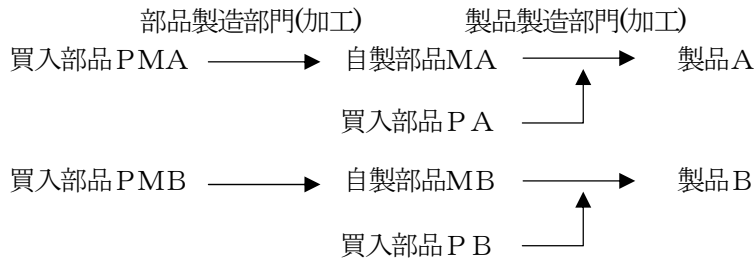 部品製造部門(加工) 製品製造部門(加工)
買入部品PMA 自製部品MA 製品A
買入部品PA
買入部品PMB 自製部品MB 製品B
買入部品PB